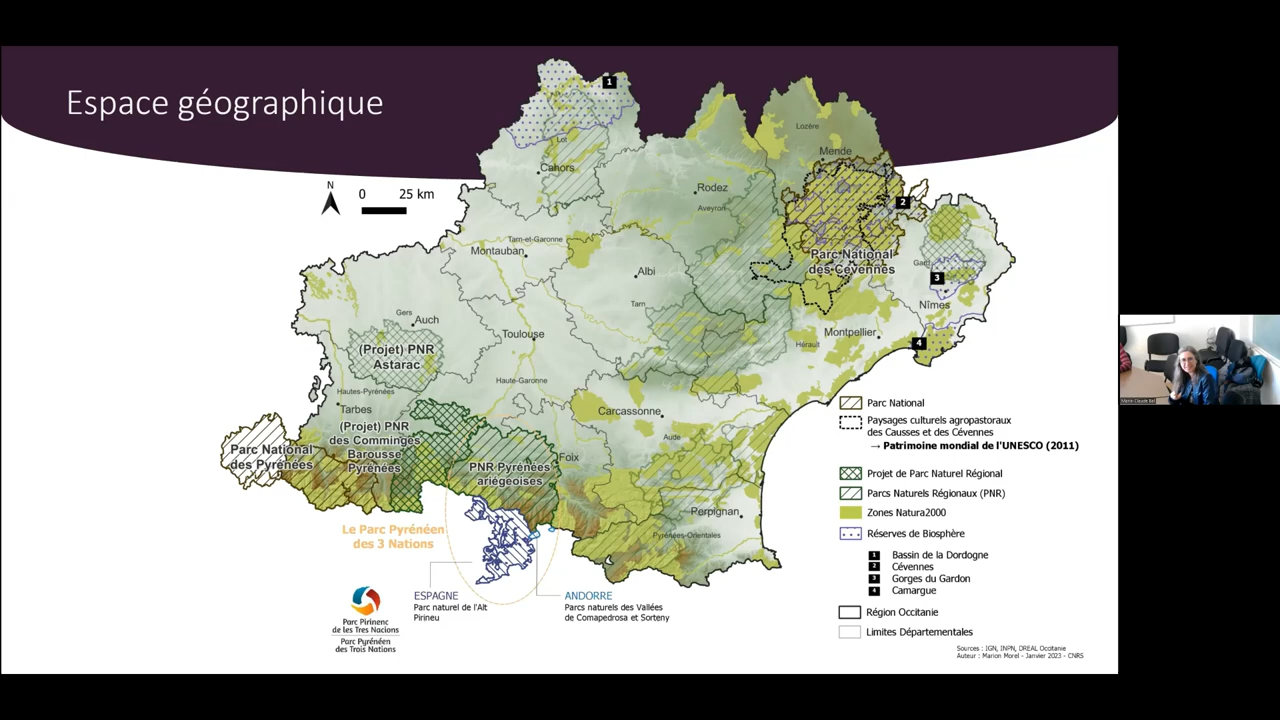 Espace géographique
1
Lot
Cahors
Lozère
Mende
Rodez
Aveyron
2
N
0 25 km
Tarn-et-Garonne
Montauban
Albi
Tarn
Parc National
des Cévennes
Gard
3
Nîmes
Gers
Auch
Toulouse
Montpellier
Hérault
4
(Projet) PNR
Astarac
Haute-Garonne
Hautes-Pyrénées
Tarbes
Carcassonne
Aude
(Projet) PNR
des Comminges
Barousse
Pyrénées
Parc National
des Pyrénées
Foix
PNR Pyrénées
ariégeoises
Perpignan
Pyrénées-Orientales
Le Parc Pyrénéen
des 3 Nations
ESPAGNE
Parc naturel de l'Alt
Pirineu
ANDORRE
Parcs naturels des Vallées
de Comapedrosa et Sorteny
Parc Pirinenc
de les Tres Nacions
Parc Pyrénéen
des Trois Nations
Parc National
Paysages culturels agropastoraux
des Causses et des Cévennes
→ Patrimoine mondial de l'UNESCO (2011)
Projet de Parc Naturel Régional
Parcs Naturels Régionaux (PNR)
Zones Natura2000
Réserves de Biosphère
1 Bassin de la Dordogne
2 Cévennes
3 Gorges du Gardon
4 Camargue
Région Occitanie
Limites Départementales
Sources : IGN, INPN, DREAL Occitanie
Auteur : Marion Morel - Janvier 2023 - CNRS